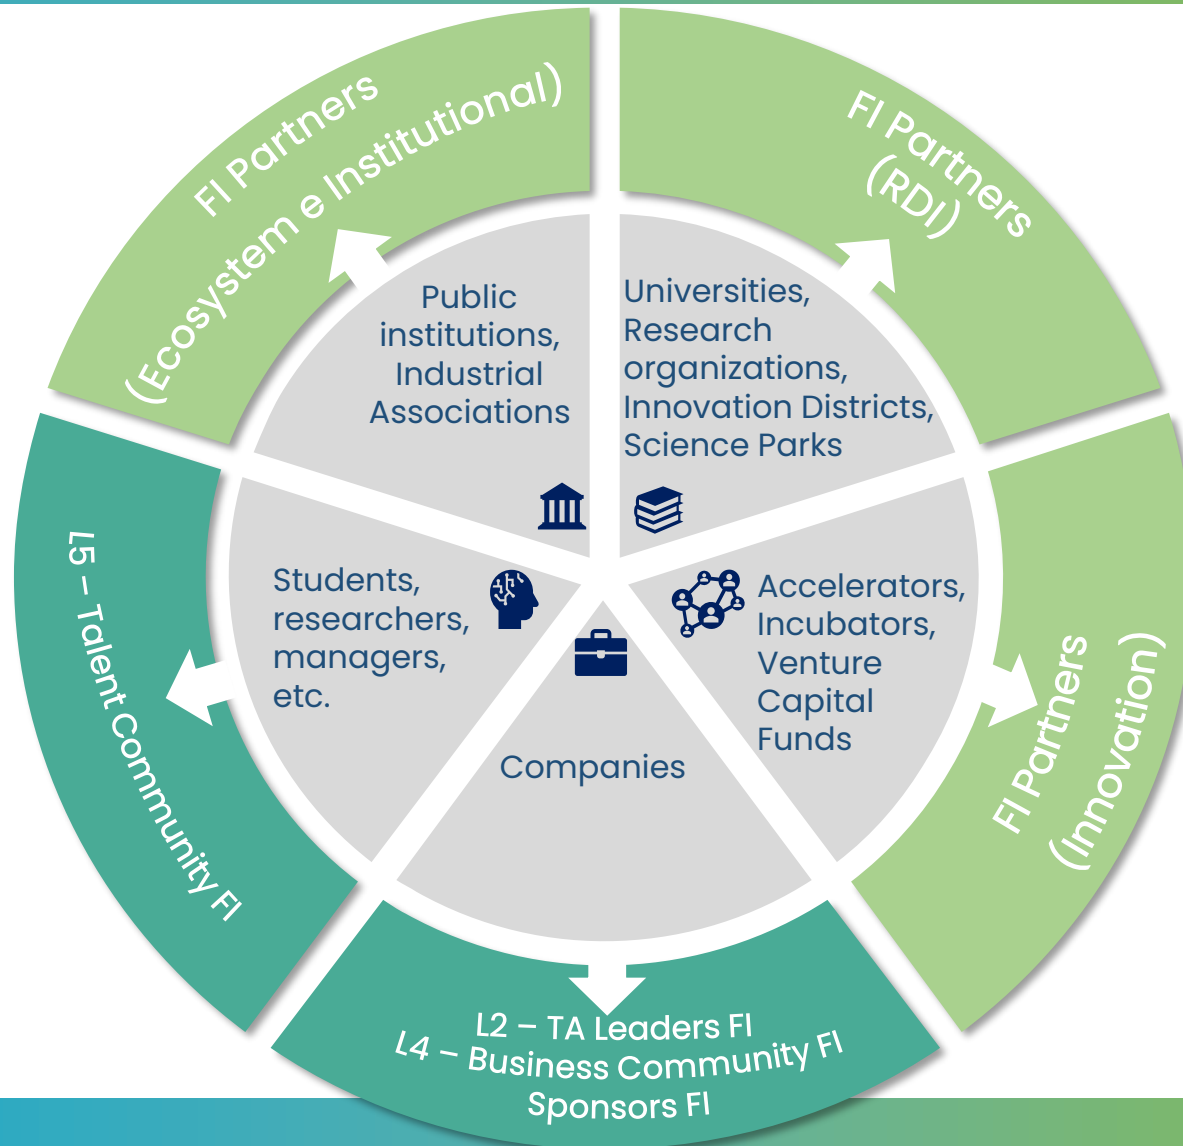 FI Partners
(Ecosystem e Institutional)
FI Partners
(RDI)
Public
institutions,
Industrial
Associations
Universities,
Research
organizations,
Innovation Districts,
Science Parks
Students,
researchers,
managers,
etc.
Accelerators,
Incubators,
Venture
Capital
Funds
Companies
L5 – Talent Community FI
FI Partners
(Innovation)
L2 – TA Leaders FI
L4 – Business Community FI
Sponsors FI